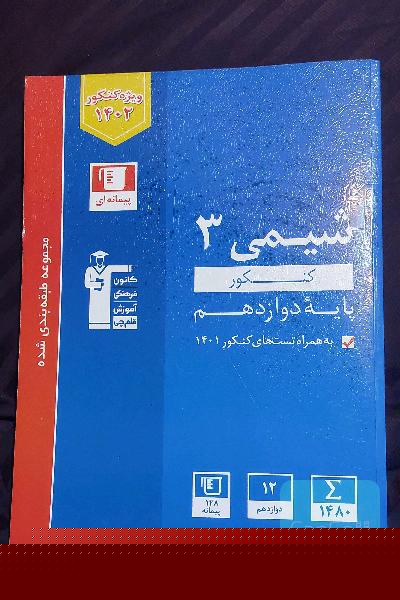 ویژه کنکور
۱۴۰۲
پیمانه‌ای
کانون
فرهنگی
آموزش
قلم‌چی
مجموعه طبقه‌بندی شده
شیمی ۳
کنکور
پایهٔ دوازدهم
به همراه تست‌های کنکور ۱۴۰۱
۱۲۸
پیمانه
۱۲
دوازدهم
Σ
۱۴۸۰